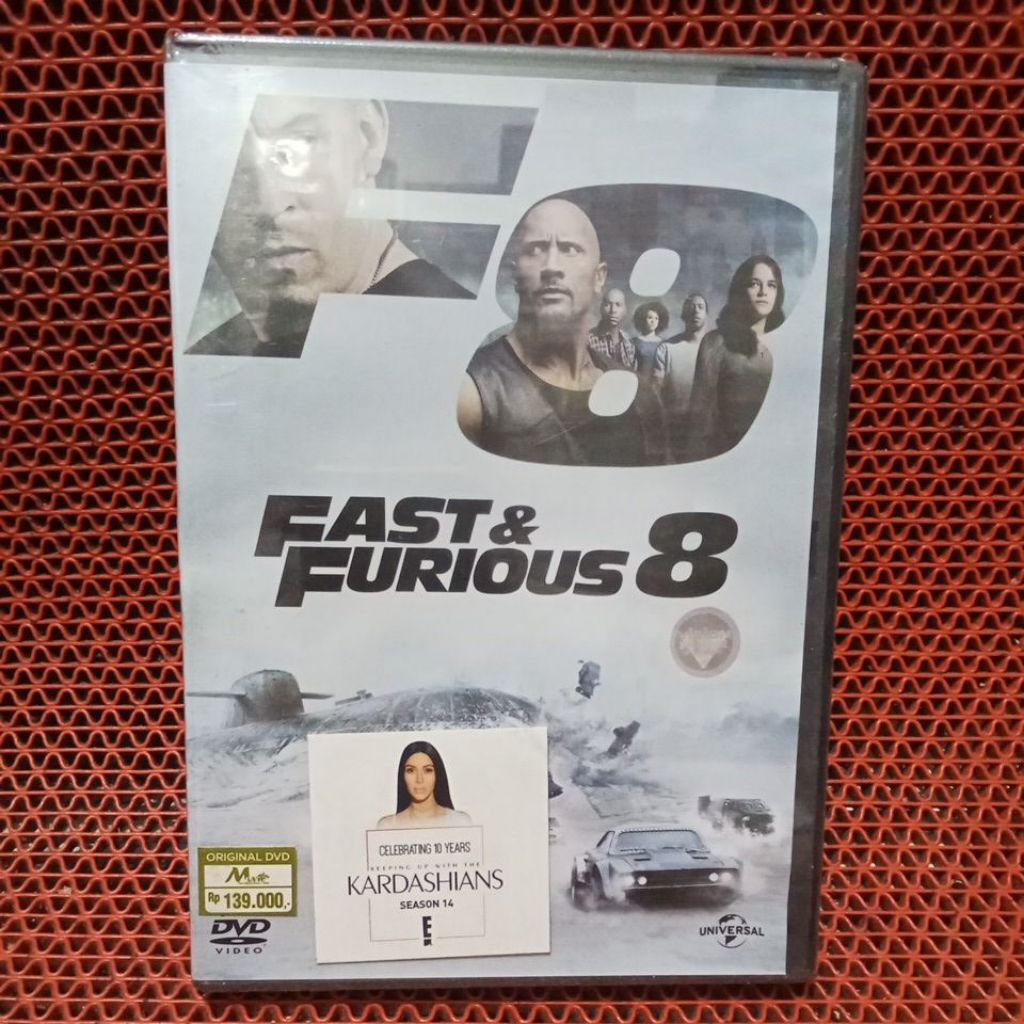 F8
FAST &
FURIOUS 8
CELEBRATING 10 YEARS
KEEPING UP WITH THE
KARDASHIANS
SEASON 14
E!
ORIGINAL DVD
Movie
Rp 139.000,-
DVD
VIDEO
UNIVERSAL